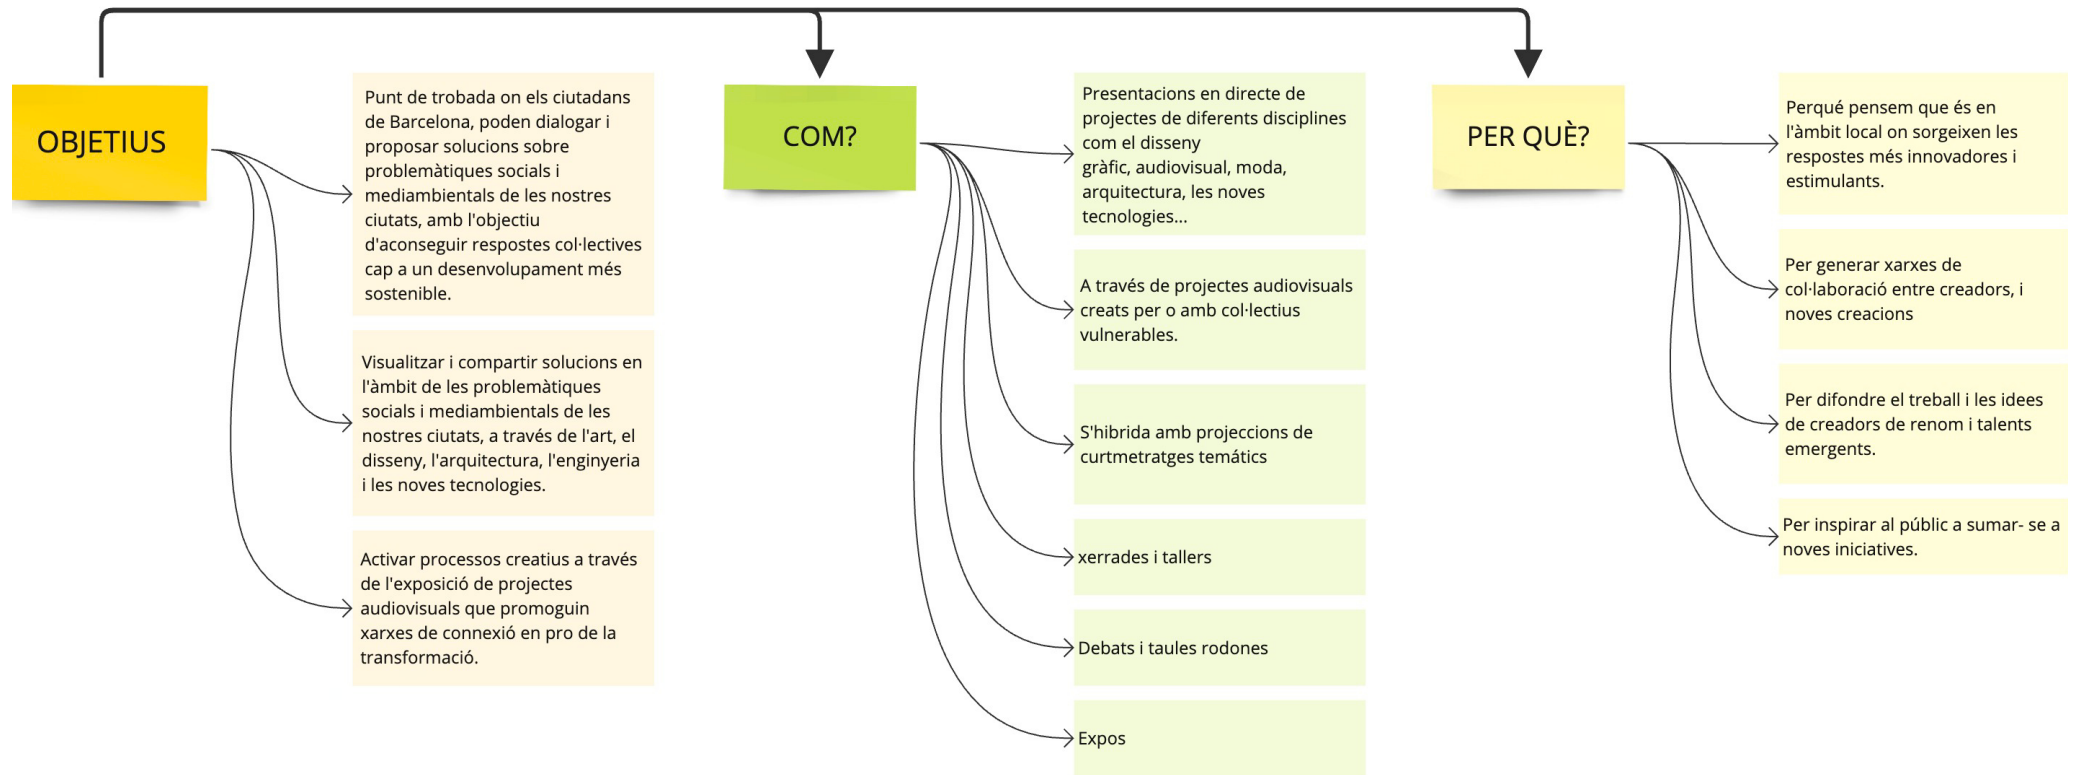 OBJETIUS
Punt de trobada on els ciutadans
de Barcelona, poden dialogar i
proposar solucions sobre
problemàtiques socials i
mediambientals de les nostres
ciutats, amb l'objectiu
d'aconseguir respostes col·lectives
cap a un desenvolupament més
sostenible.
Visualitzar i compartir solucions en
l'àmbit de les problemàtiques
socials i mediambientals de les
nostres ciutats, a través de l'art, el
disseny, l'arquitectura, l'enginyeria
i les noves tecnologies.
Activar processos creatius a través
de l'exposició de projectes
audiovisuals que promoguin
xarxes de connexió en pro de la
transformació.
COM?
Presentacions en directe de
projectes de diferents disciplines
com el disseny
gràfic, audiovisual, moda,
arquitectura, les noves
tecnologies...
A través de projectes audiovisuals
creats per o amb col·lectius
vulnerables.
S'hibrida amb projeccions de
curtmetratges temátics
xerrades i tallers
Debats i taules rodones
Expos
PER QUÈ?
Perqué pensem que és en
l'àmbit local on sorgeixen les
respostes més innovadores i
estimulants.
Per generar xarxes de
col·laboració entre creadors, i
noves creacions
Per difondre el treball i les idees
de creadors de renom i talents
emergents.
Per inspirar al públic a sumar- se a
noves iniciatives.